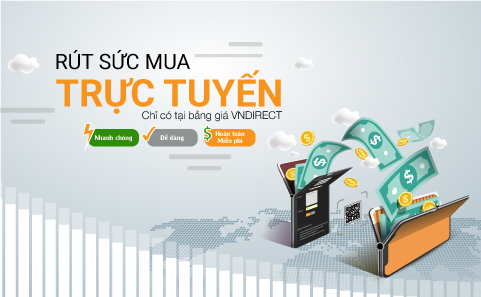 RÚT SỨC MUA
TRỰC TUYẾN
Chỉ có tại bảng giá VNDIRECT
Nhanh chóng
Dễ dàng
Hoàn toàn
Miễn phí